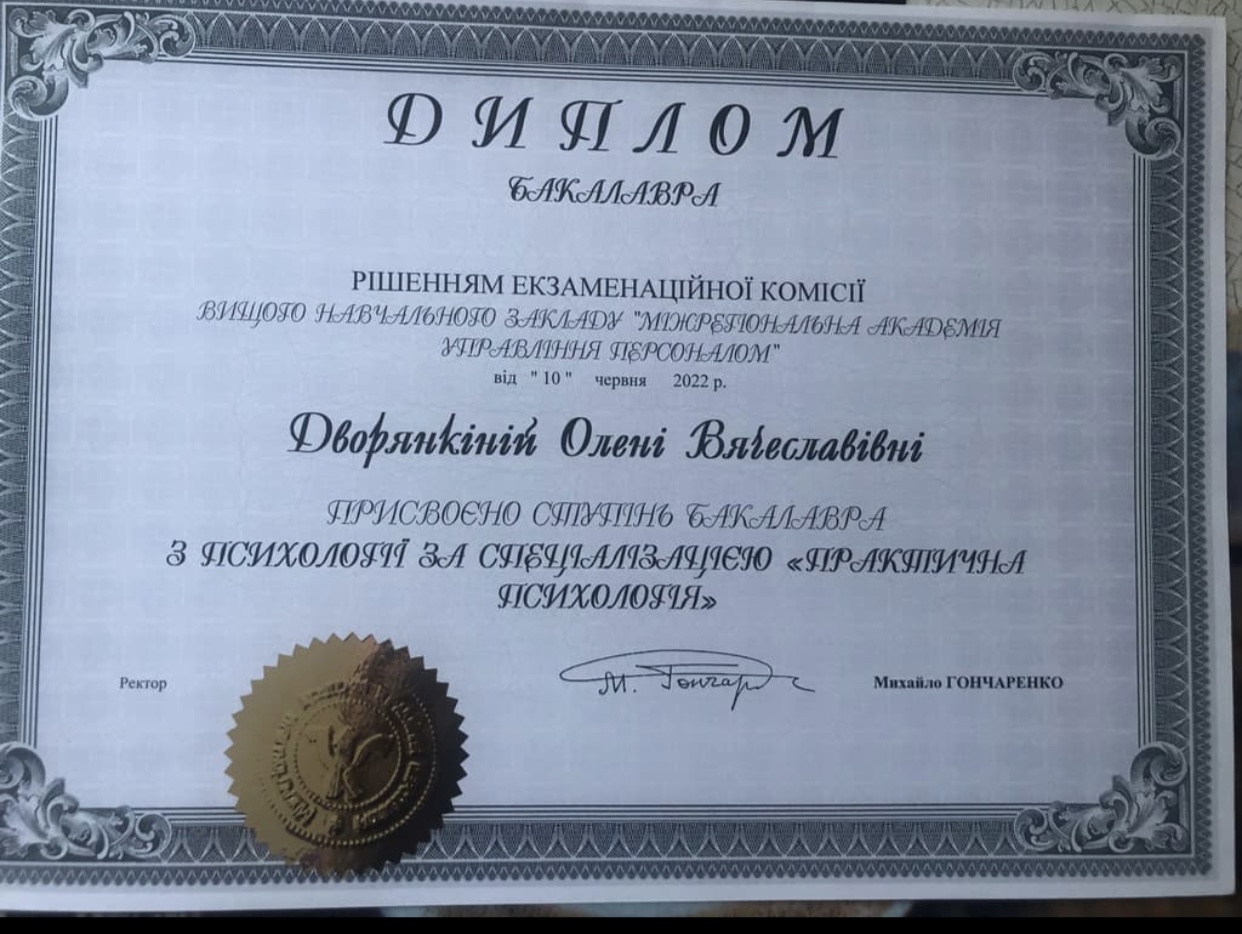 ДИПЛОМ
БАКАЛАВРА
РІШЕННЯМ ЕКЗАМЕНАЦІЙНОЇ КОМІСІЇ
ВИЩОГО НАВЧАЛЬНОГО ЗАКЛАДУ "МІЖРЕГІОНАЛЬНА АКАДЕМІЯ
УПРАВЛІННЯ ПЕРСОНАЛОМ"
від " 10 " червня 2022 р.
Дворянкіній Олені Вячеславівні
ПРИСВОЄНО СТУПІНЬ БАКАЛАВРА
З ПСИХОЛОГІЇ ЗА СПЕЦІАЛІЗАЦІЄЮ «ПРАКТИЧНА
ПСИХОЛОГІЯ»
Ректор
М. Гончар
Михайло ГОНЧАРЕНКО